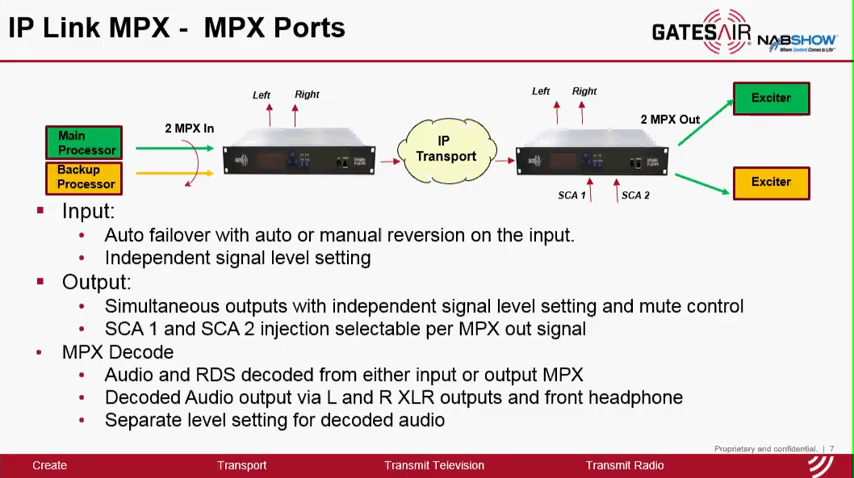 IP Link MPX - MPX Ports
GATESAIR
NABSHOW
Where Content Comes to Life
Left
Right
Left
Right
Main
Processor
2 MPX In
IP
Transport
2 MPX Out
Exciter
Backup
Processor
Exciter
SCA 1
SCA 2
▪ Input:
• Auto failover with auto or manual reversion on the input.
• Independent signal level setting
▪ Output:
• Simultaneous outputs with independent signal level setting and mute control
• SCA 1 and SCA 2 injection selectable per MPX out signal
• MPX Decode
• Audio and RDS decoded from either input or output MPX
• Decoded Audio output via L and R XLR outputs and front headphone
• Separate level setting for decoded audio
Proprietary and confidential. | 7
Create
Transport
Transmit Television
Transmit Radio